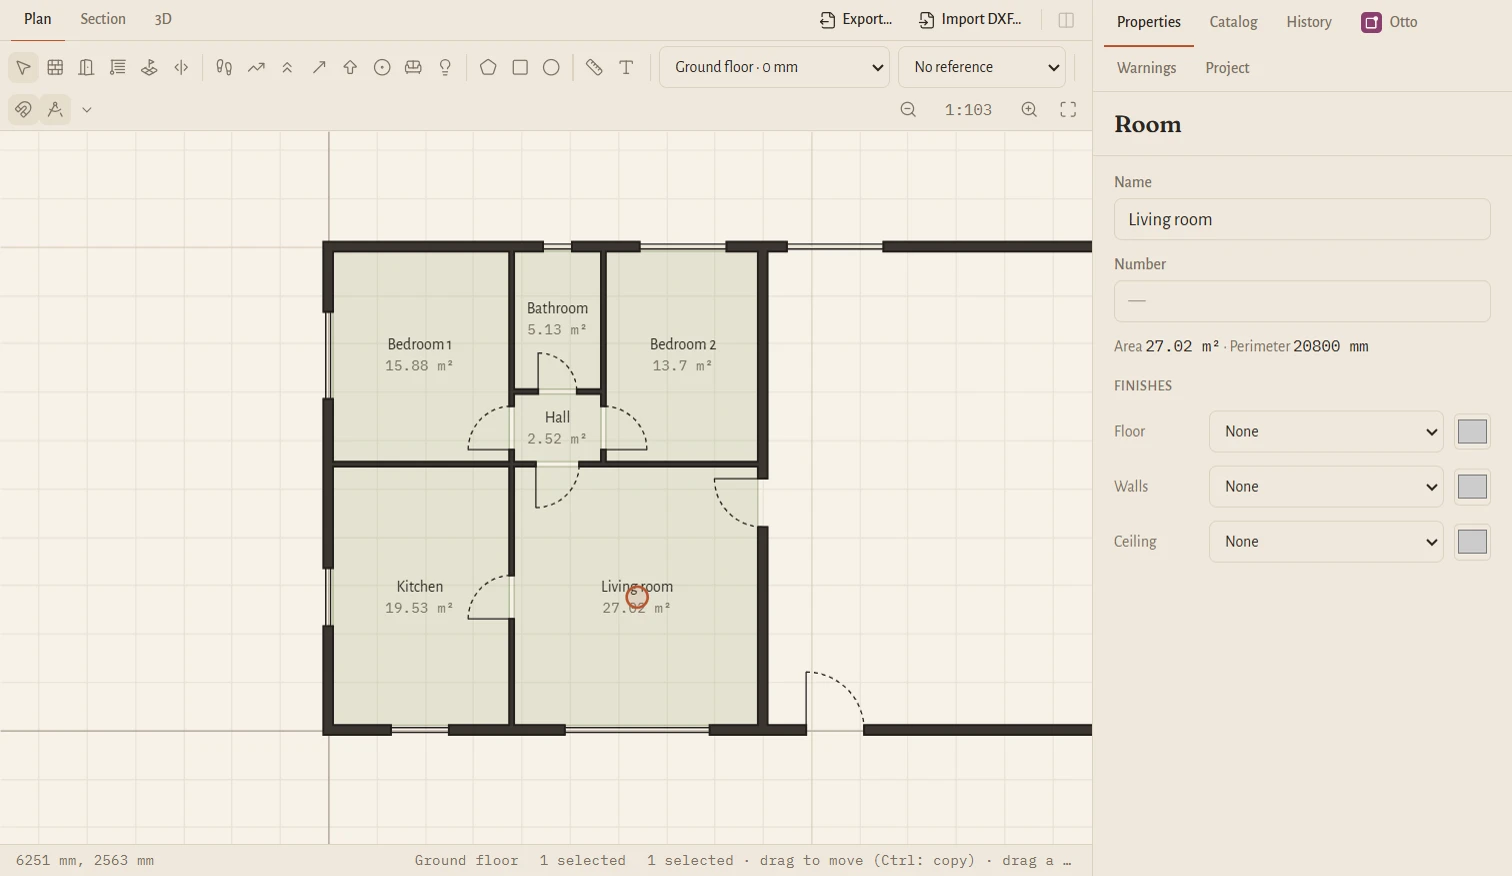 Plan
Section
3D
Export...
Import DXF...
Properties
Catalog
History
Otto
Warnings
Project
Ground floor · 0 mm
No reference
1:103
Room
Name
Living room
Number
—
Area 27.02 m² · Perimeter 20800 mm
FINISHES
Floor
None
Walls
None
Ceiling
None
Bathroom
5.13 m²
Bedroom 1
15.88 m²
Bedroom 2
13.7 m²
Hall
2.52 m²
Kitchen
19.53 m²
Living room
27.02 m²
6251 mm, 2563 mm
Ground floor
1 selected
1 selected · drag to move (Ctrl: copy) · drag a …